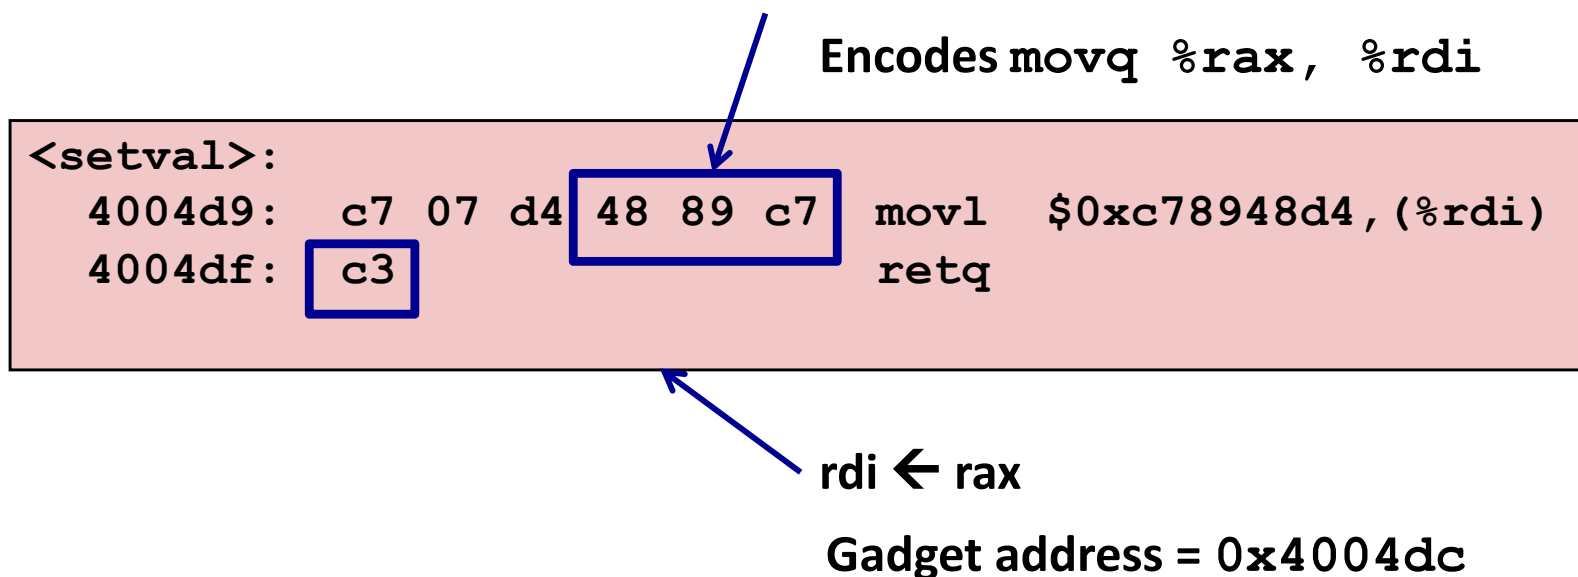 Encodes movq %rax, %rdi
<setval>:
4004d9: c7 07 d4 48 89 c7 movl $0xc78948d4,(%rdi)
4004df: c3 retq
rdi ← rax
Gadget address = 0x4004dc